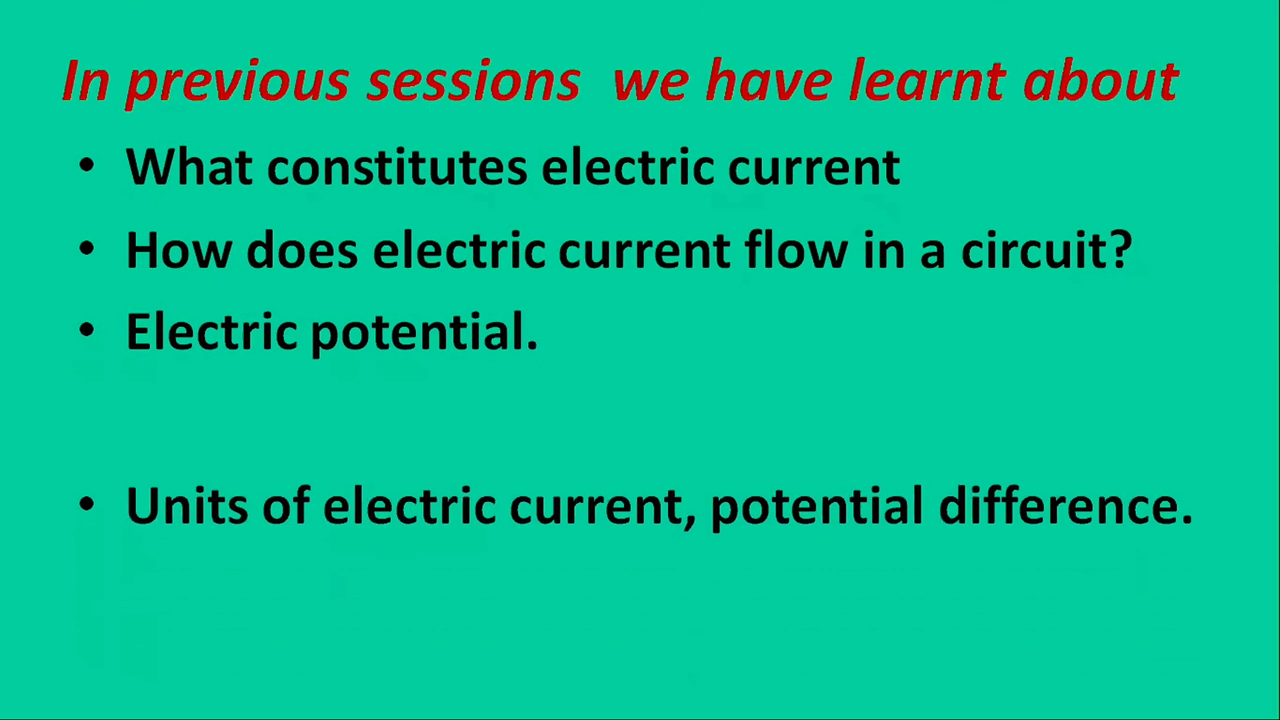 In previous sessions  we have learnt about
• What constitutes electric current
• How does electric current flow in a circuit?
• Electric potential.
• Units of electric current, potential difference.